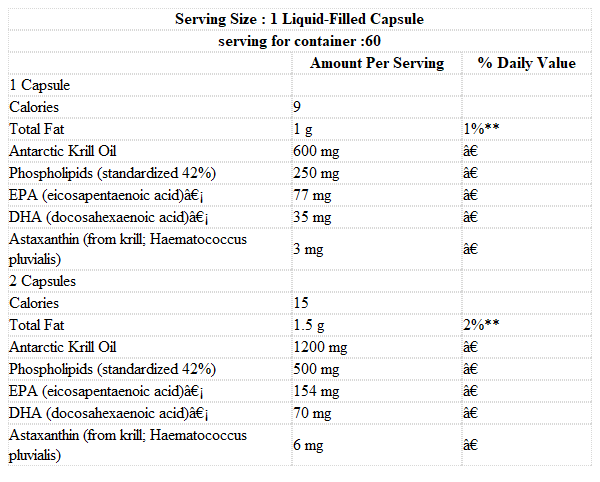 Serving Size : 1 Liquid-Filled Capsule
serving for container :60
Amount Per Serving % Daily Value
1 Capsule
Calories 9
Total Fat 1 g 1%**
Antarctic Krill Oil 600 mg â€
Phospholipids (standardized 42%) 250 mg â€
EPA (eicosapentaenoic acid)â€¡ 77 mg â€
DHA (docosahexaenoic acid)â€¡ 35 mg â€
Astaxanthin (from krill; Haematococcus
pluvialis) 3 mg â€
2 Capsules
Calories 15
Total Fat 1.5 g 2%**
Antarctic Krill Oil 1200 mg â€
Phospholipids (standardized 42%) 500 mg â€
EPA (eicosapentaenoic acid)â€¡ 154 mg â€
DHA (docosahexaenoic acid)â€¡ 70 mg â€
Astaxanthin (from krill; Haematococcus
pluvialis) 6 mg â€